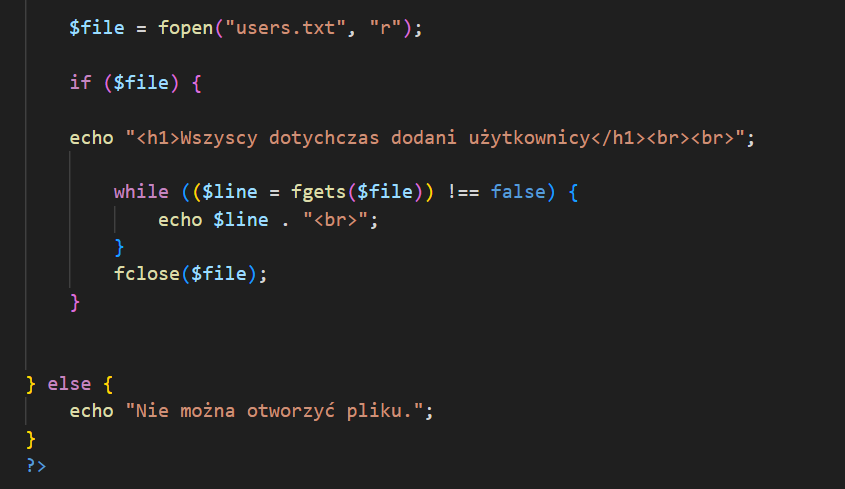 $file = fopen("users.txt", "r");
if ($file) {
echo "<h1>Wszyscy dotychczas dodani użytkownicy</h1><br><br>";
while (($line = fgets($file)) !== false) {
echo $line . "<br>";
}
fclose($file);
}
} else {
echo "Nie można otworzyć pliku.";
}
?>